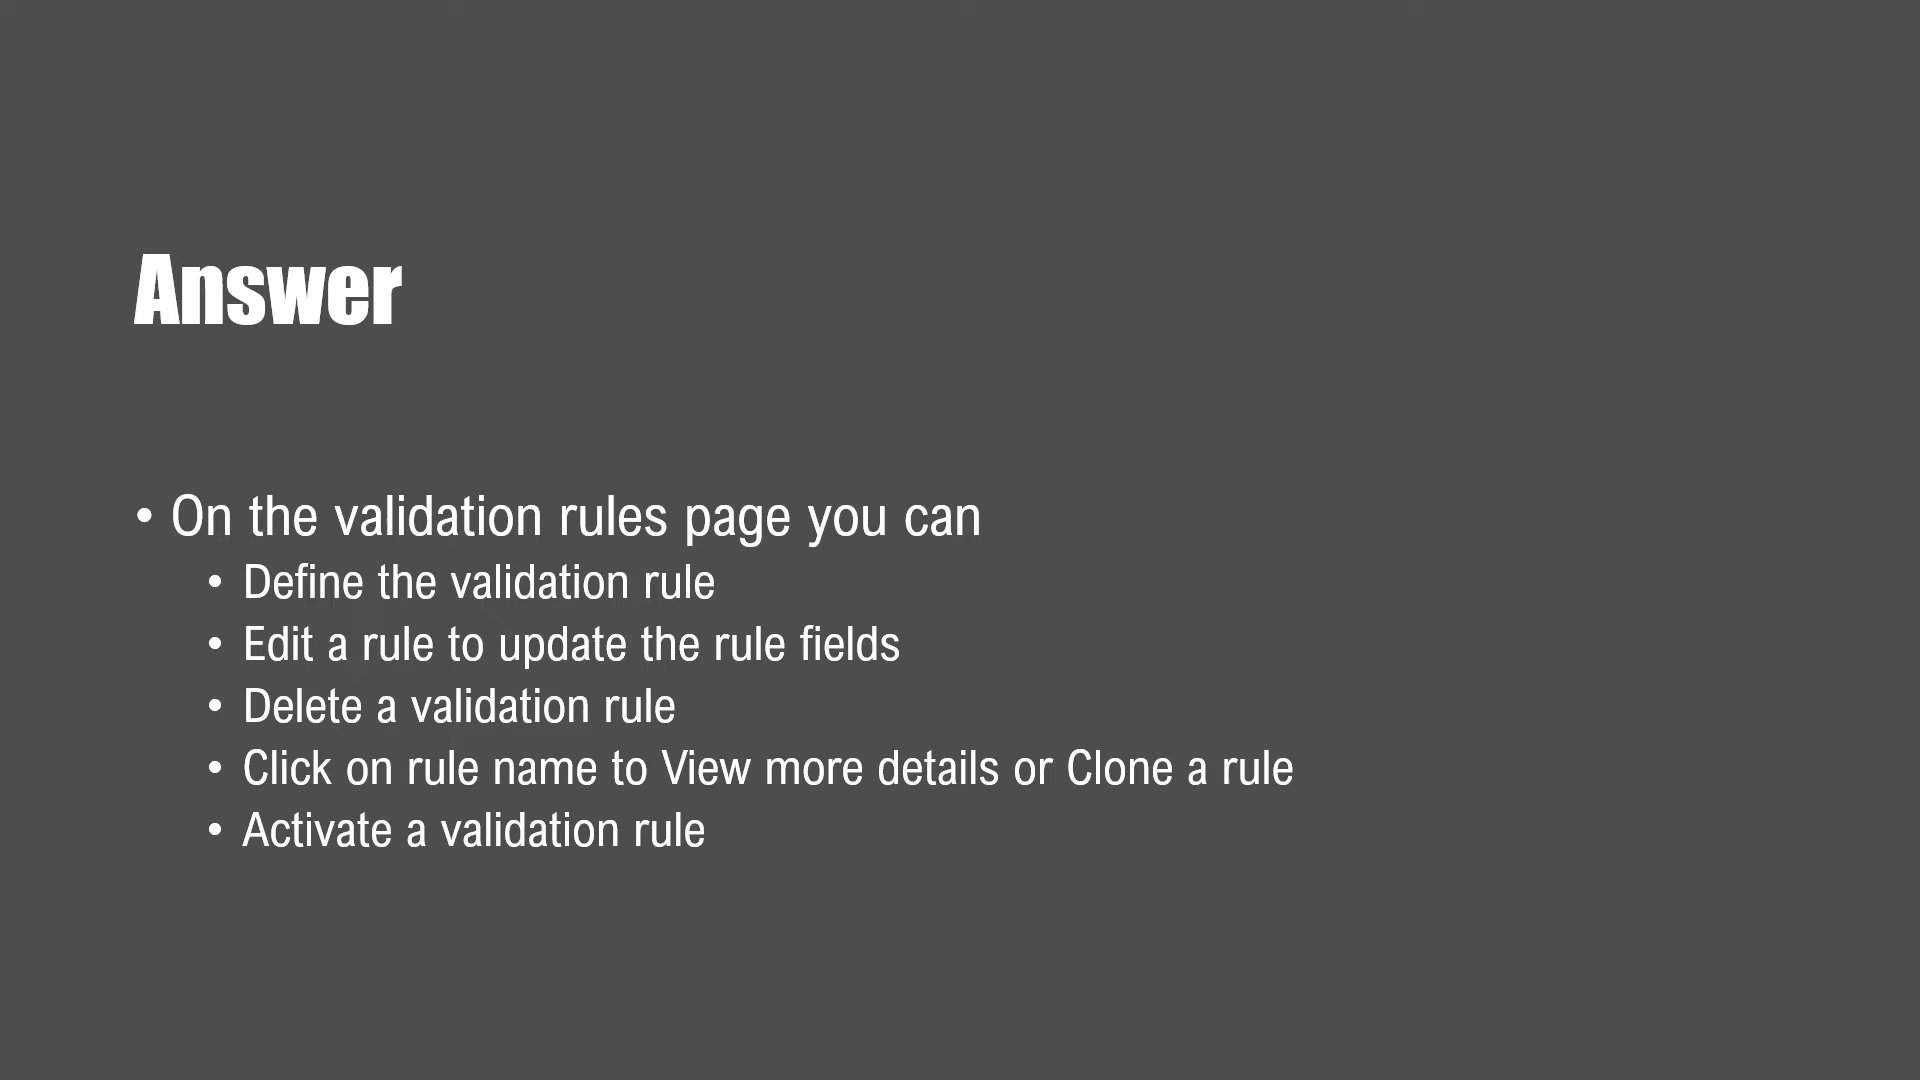 Answer
• On the validation rules page you can
• Define the validation rule
• Edit a rule to update the rule fields
• Delete a validation rule
• Click on rule name to View more details or Clone a rule
• Activate a validation rule